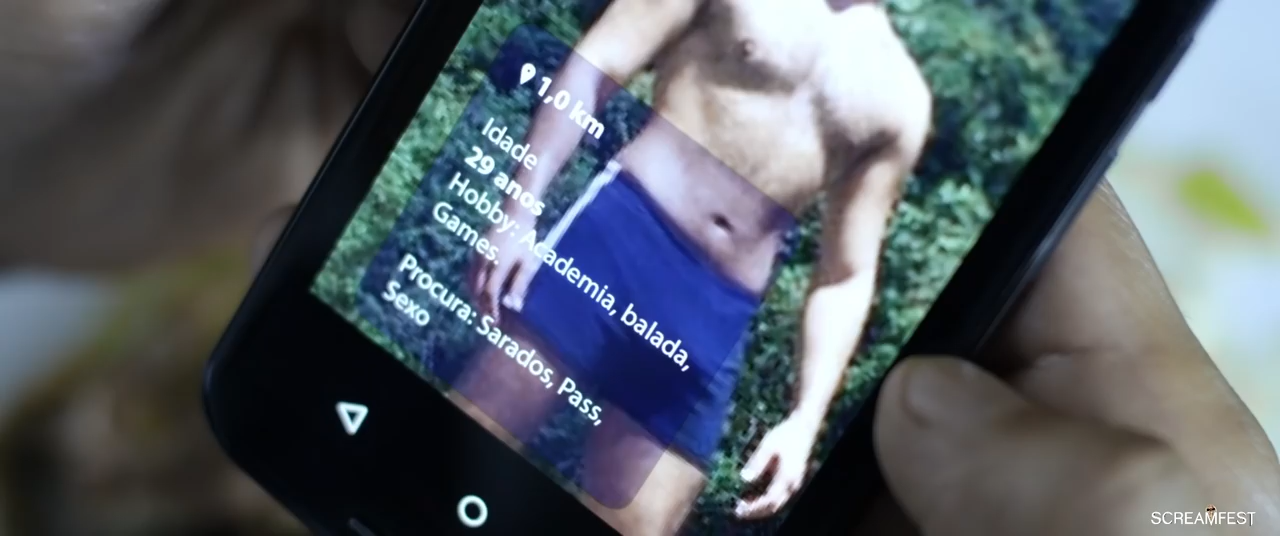 1,0 km
Idade
29 anos
Hobby: Academia, balada,
Games.
Procura: Sarados, Pass,
Sexo
SCREAMFEST